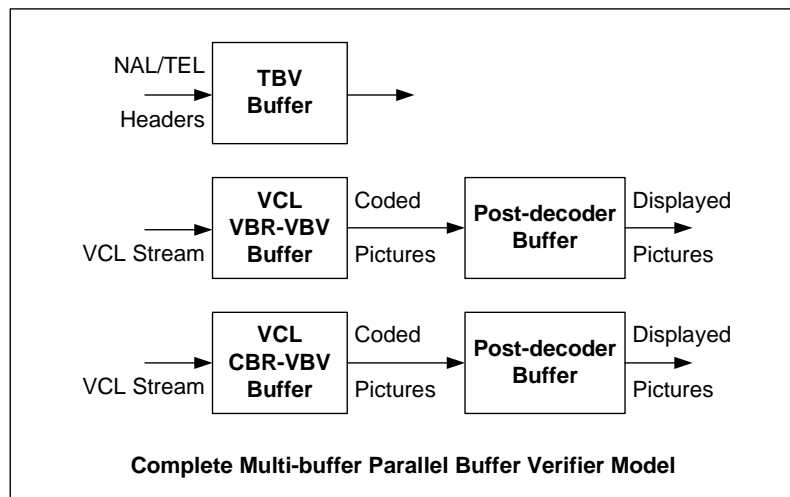 NAL/TEL
Headers
TBV
Buffer
VCL Stream
VCL
VBR-VBV
Buffer
Coded
Pictures
Post-decoder
Buffer
Displayed
Pictures
VCL Stream
VCL
CBR-VBV
Buffer
Coded
Pictures
Post-decoder
Buffer
Displayed
Pictures
Complete Multi-buffer Parallel Buffer Verifier Model